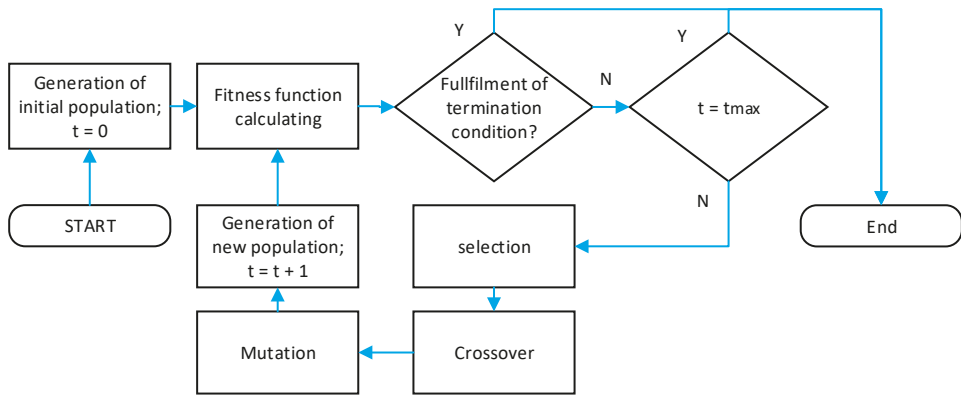 Y
Y
Generation of
initial population;
t = 0
Fitness function
calculating
Fullfilment of
termination
condition?
N
t = tmax
N
START
Generation of
new population;
t = t + 1
selection
End
Mutation
Crossover